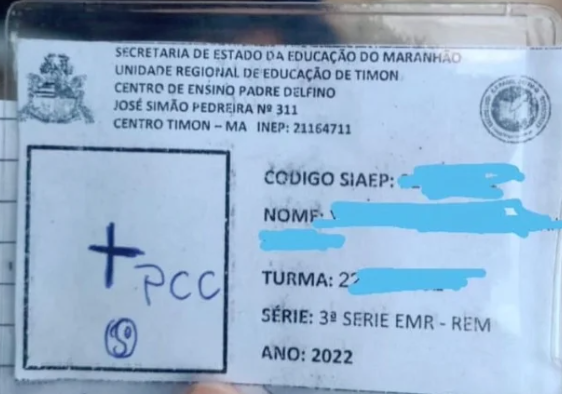 SECRETARIA DE ESTADO DA EDUCAÇÃO DO MARANHÃO
UNIDADE REGIONAL DE EDUCAÇÃO DE TIMON
CENTRO DE ENSINO PADRE DELFINO
JOSÉ SIMÃO PEDREIRA Nº 311
CENTRO TIMON – MA INEP: 21164711
CODIGO SIAEP:
NOME:
TURMA: 22
SÉRIE: 3ª SERIE EMR - REM
ANO: 2022
+
PCC